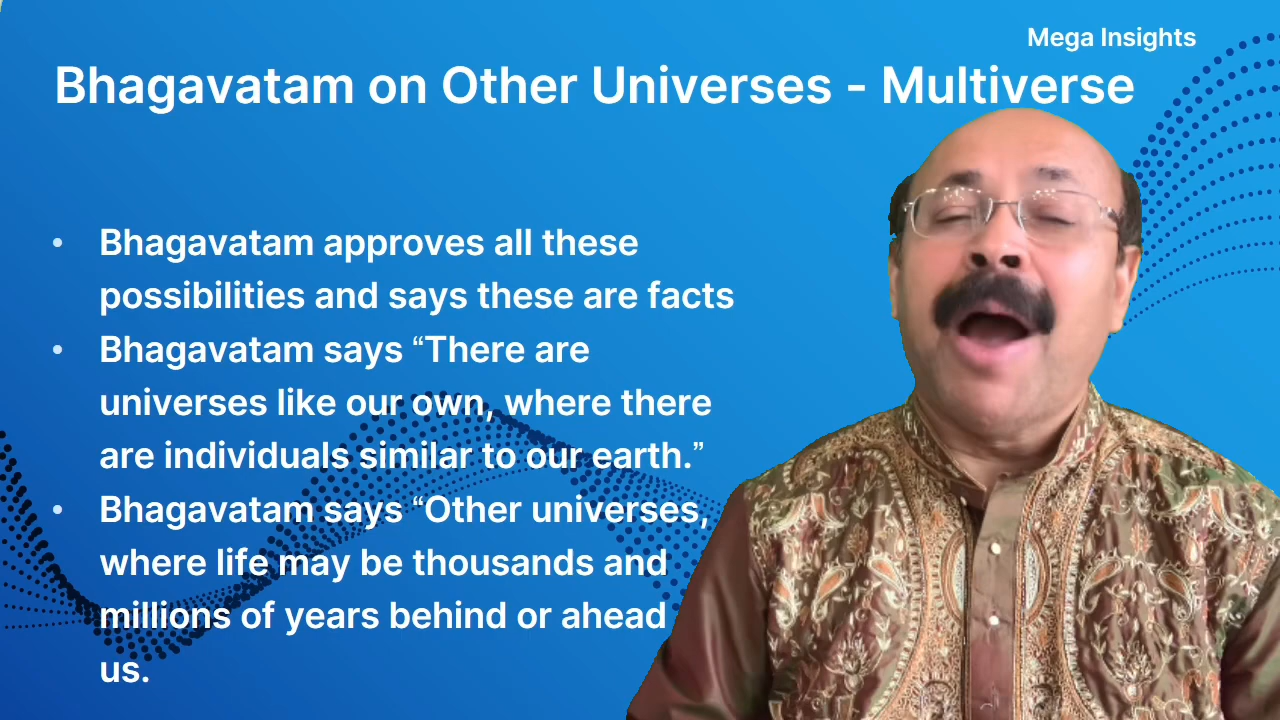 Mega Insights
Bhagavatam on Other Universes - Multiverse
• Bhagavatam approves all these
possibilities and says these are facts
• Bhagavatam says “There are
universes like our own, where there
are individuals similar to our earth.”
• Bhagavatam says “Other universes,
where life may be thousands and
millions of years behind or ahead
us.